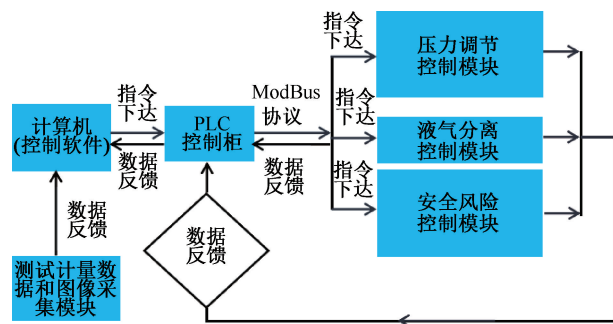 指令
下达
压力调节
控制模块
ModBus
协议
指令
下达
计算机
(控制软件)
PLC
控制柜
指令
下达
液气分离
控制模块
数据
反馈
数据
反馈
指令
下达
安全风险
控制模块
数据
反馈
数据
反馈
测试计量数
据和图像采
集模块